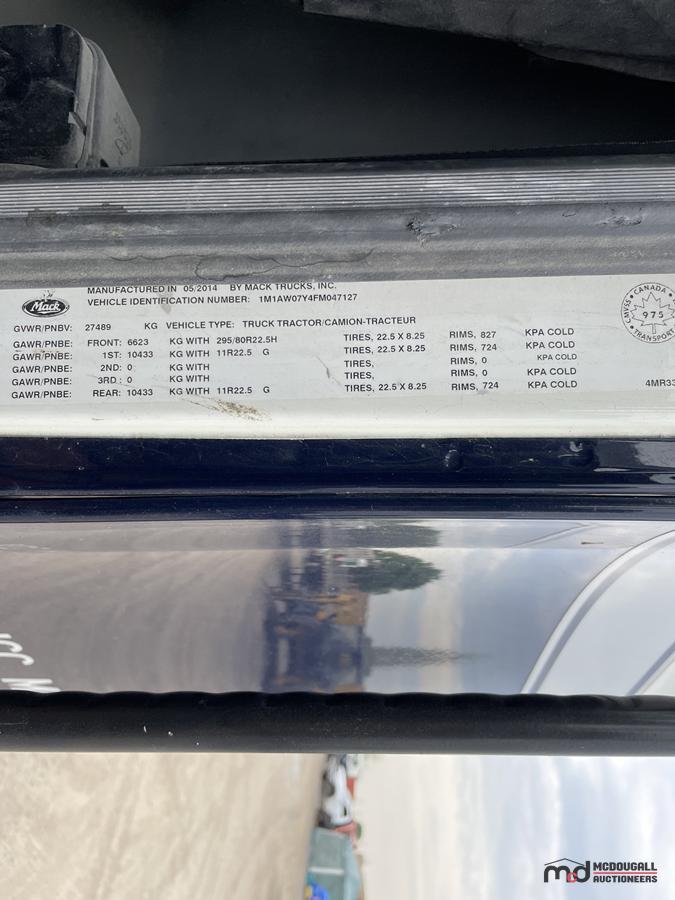 MANUFACTURED IN 05/2014 BY MACK TRUCKS, INC.
Mack
VEHICLE IDENTIFICATION NUMBER: 1M1AW07Y4FM047127
GVWR/PNBV: 27489 KG VEHICLE TYPE: TRUCK TRACTOR/CAMION-TRACTEUR
GAWR/PNBE: FRONT: 6623 KG WITH 295/80R22.5H TIRES, 22.5 X 8.25 RIMS, 827 KPA COLD
GAWR/PNBE: 1ST: 10433 KG WITH 11R22.5 G TIRES, 22.5 X 8.25 RIMS, 724 KPA COLD
GAWR/PNBE: 2ND: 0 KG WITH TIRES, RIMS, 0 KPA COLD
GAWR/PNBE: 3RD : 0 KG WITH TIRES, RIMS, 0 KPA COLD
GAWR/PNBE: REAR: 10433 KG WITH 11R22.5 G TIRES, 22.5 X 8.25 RIMS, 724 KPA COLD
CANADA
CMVSS
975
TRANSPORT
4MR33
md MCDOUGALL
AUCTIONEERS